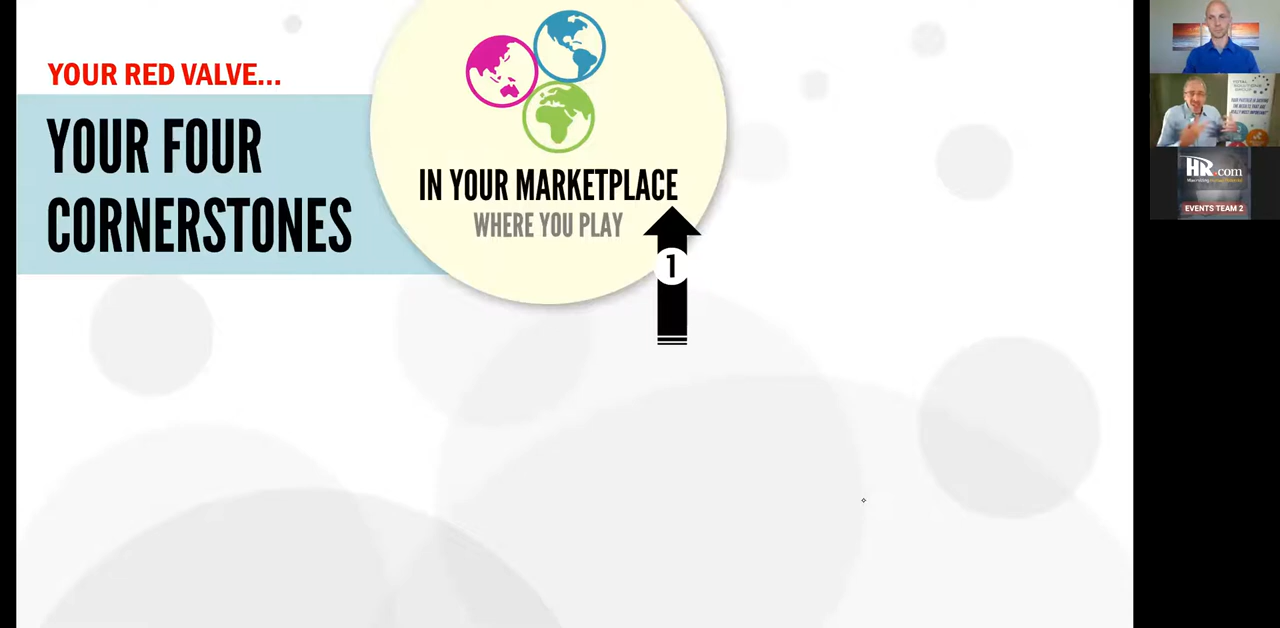 YOUR RED VALVE...
YOUR FOUR
CORNERSTONES
IN YOUR MARKETPLACE
WHERE YOU PLAY
1
HR.com
EVENTS TEAM 2